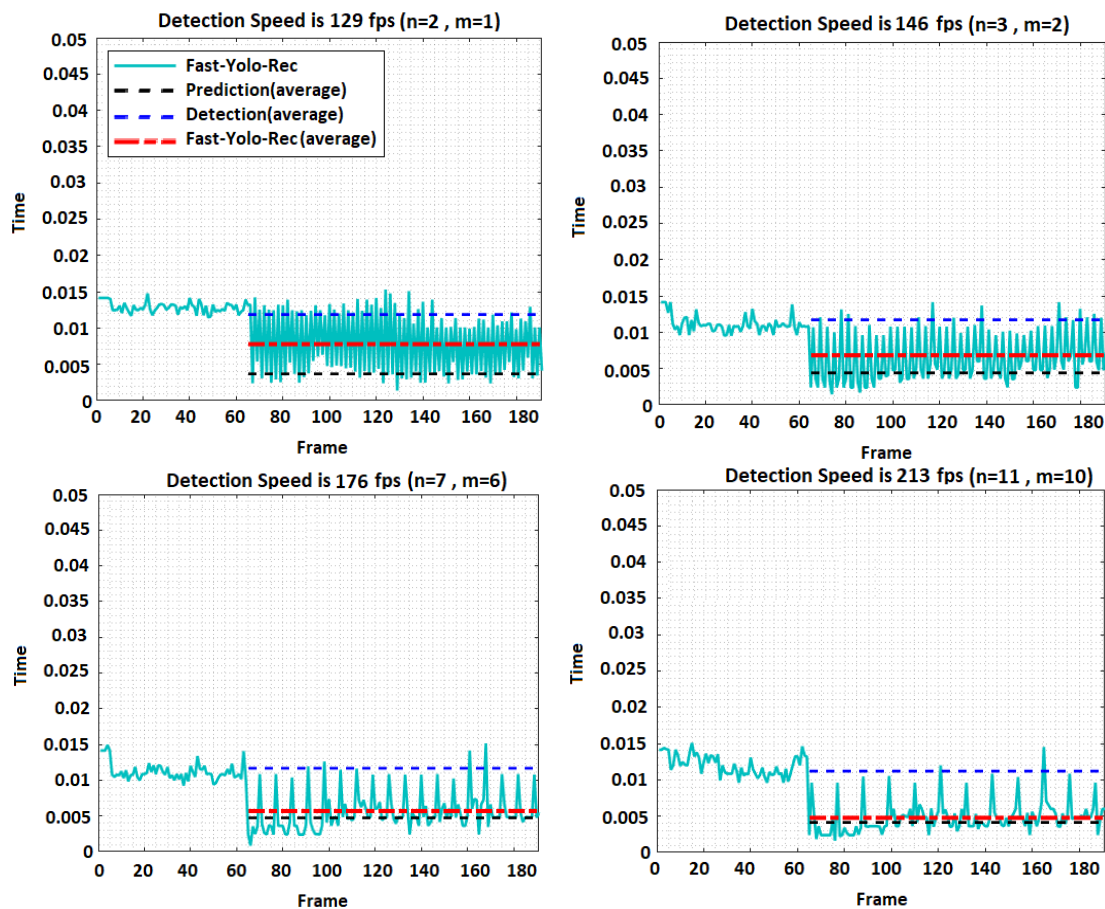 Detection Speed is 129 fps (n=2 , m=1)
0.05
0.045
0.04
0.035
0.03
0.025
0.02
0.015
0.01
0.005
0
Time
Fast-Yolo-Rec
Prediction(average)
Detection(average)
Fast-Yolo-Rec(average)
0 20 40 60 80 100 120 140 160 180
Frame
Detection Speed is 146 fps (n=3 , m=2)
0.05
0.045
0.04
0.035
0.03
0.025
0.02
0.015
0.01
0.005
0
Time
0 20 40 60 80 100 120 140 160 180
Frame
Detection Speed is 176 fps (n=7 , m=6)
0.05
0.045
0.04
0.035
0.03
0.025
0.02
0.015
0.01
0.005
0
Time
0 20 40 60 80 100 120 140 160 180
Frame
Detection Speed is 213 fps (n=11 , m=10)
0.05
0.045
0.04
0.035
0.03
0.025
0.02
0.015
0.01
0.005
0
Time
0 20 40 60 80 100 120 140 160 180
Frame